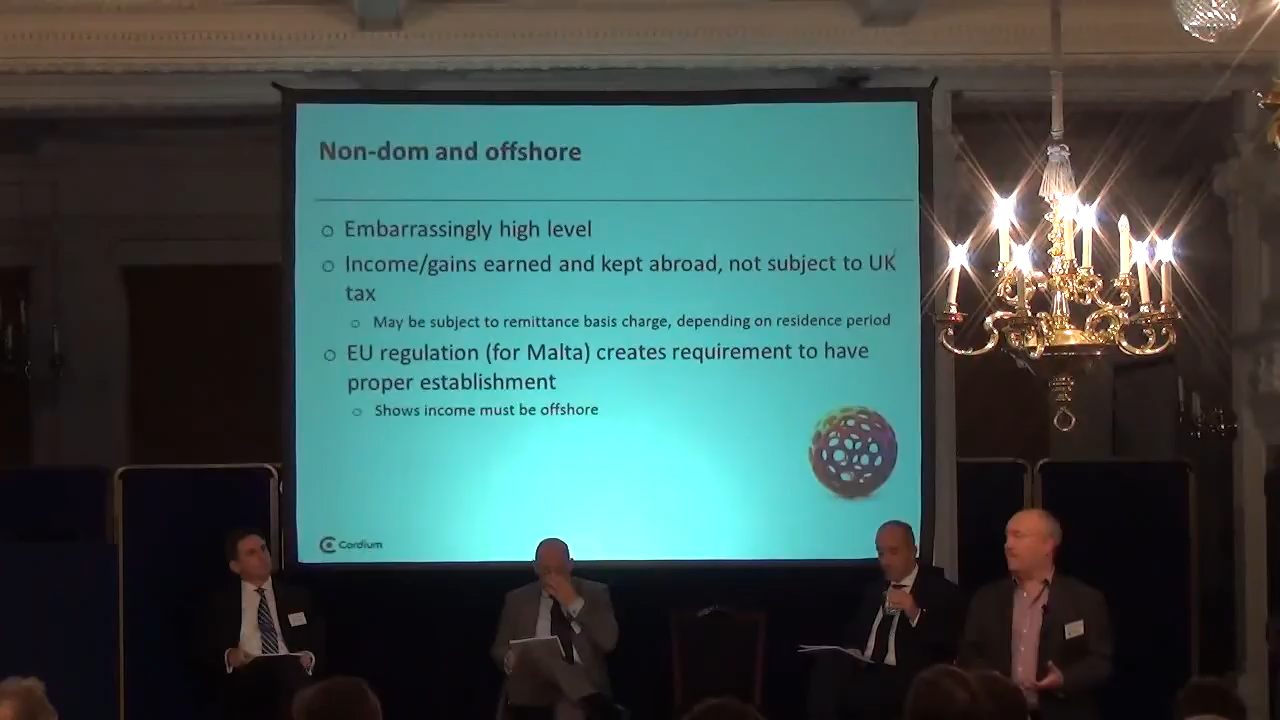 Non-dom and offshore
Embarrassingly high level
Income/gains earned and kept abroad, not subject to UK
tax
May be subject to remittance basis charge, depending on residence period
EU regulation (for Malta) creates requirement to have
proper establishment
Shows income must be offshore
Cordium